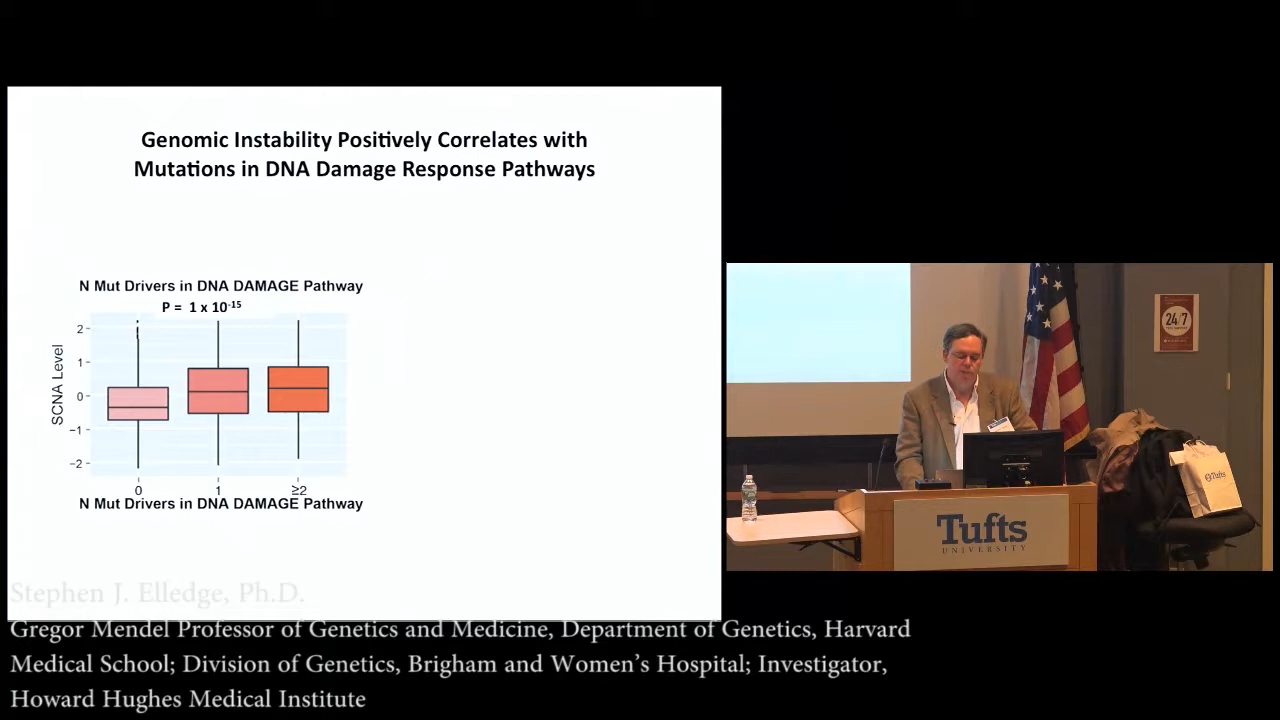 Genomic Instability Positively Correlates with
Mutations in DNA Damage Response Pathways
N Mut Drivers in DNA DAMAGE Pathway
P = 1 x 10-15
SCNA Level
2
1
0
−1
−2
0 1 ≥2
N Mut Drivers in DNA DAMAGE Pathway
24/7
Tufts
Tufts
UNIVERSITY
Stephen J. Elledge, Ph.D.
Gregor Mendel Professor of Genetics and Medicine, Department of Genetics, Harvard
Medical School; Division of Genetics, Brigham and Women's Hospital; Investigator,
Howard Hughes Medical Institute